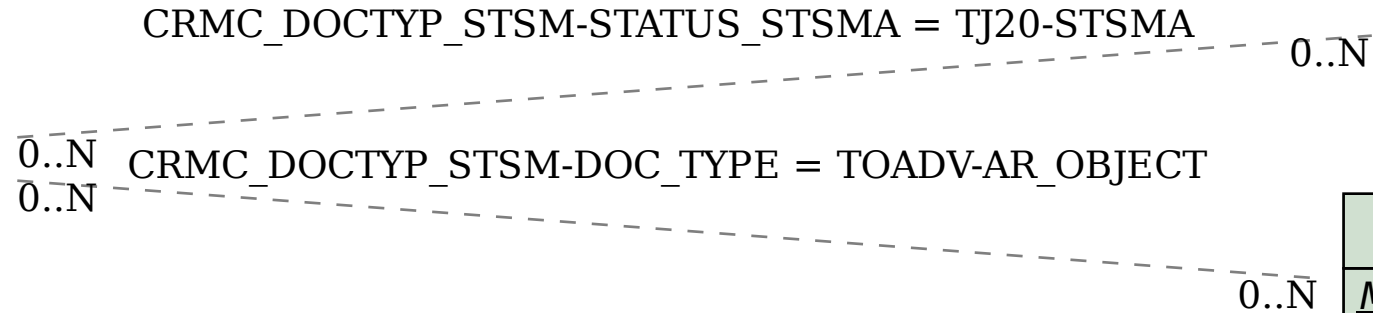 CRMC_DOCTYP_STSM-STATUS_STSMA = TJ20-STSMA
0..N
0..N
CRMC_DOCTYP_STSM-DOC_TYPE = TOADV-AR_OBJECT
0..N
0..N